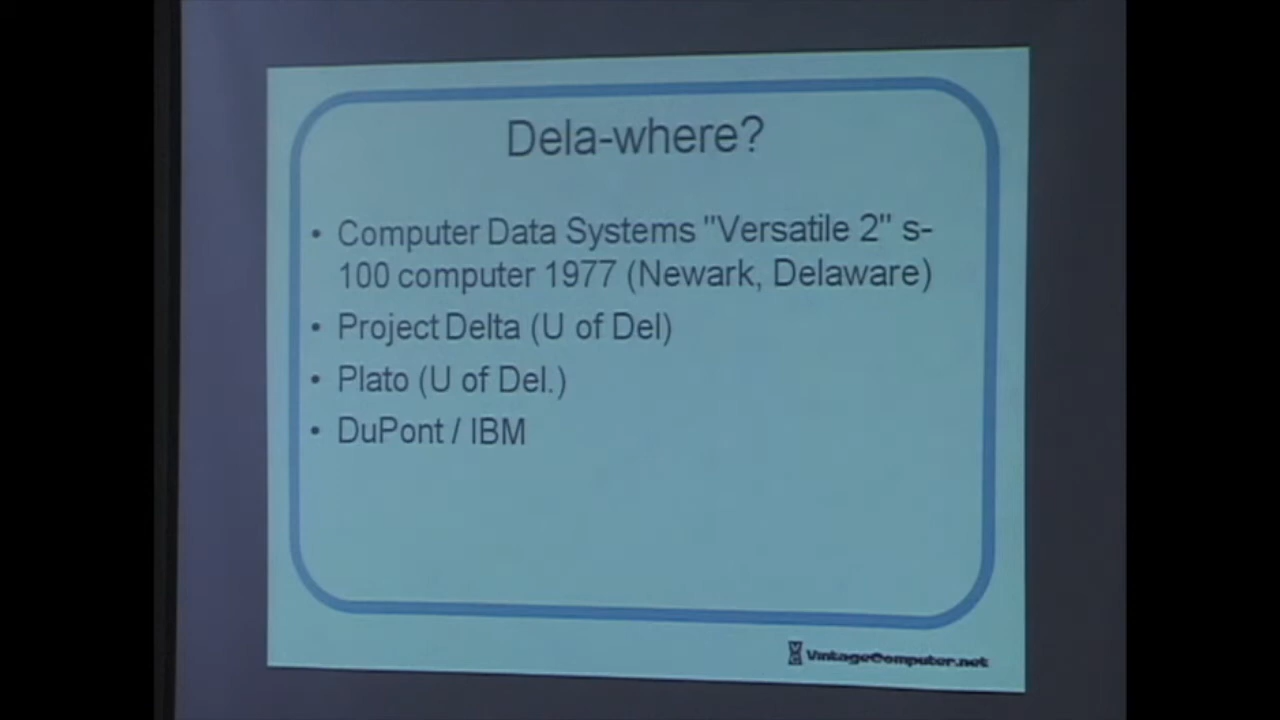 Dela-where?
• Computer Data Systems "Versatile 2" s-
100 computer 1977 (Newark, Delaware)
• Project Delta (U of Del)
• Plato (U of Del.)
• DuPont / IBM
VintageComputer.net